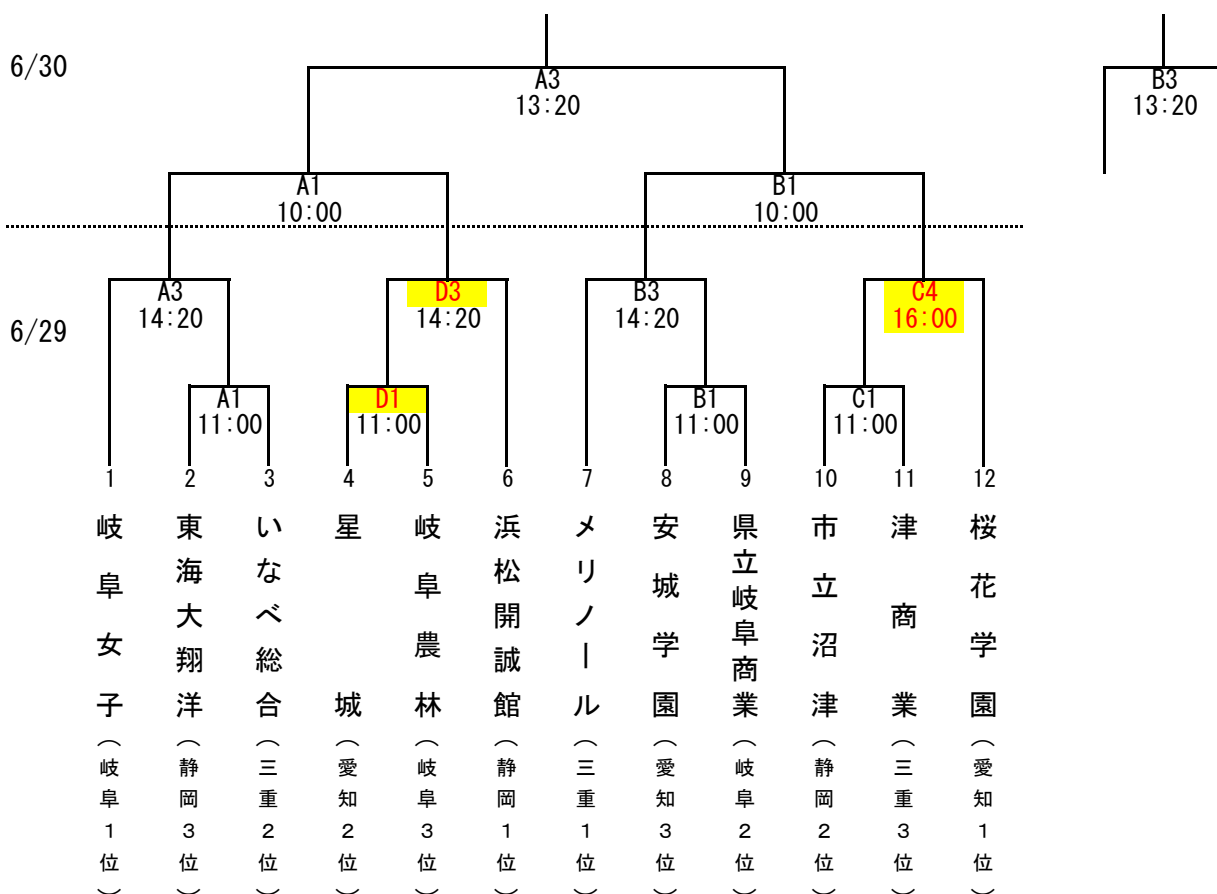 6/30
A3
13:20
B3
13:20
A1
10:00
B1
10:00
6/29
A3
14:20
D3
14:20
B3
14:20
C4
16:00
A1
11:00
D1
11:00
B1
11:00
C1
11:00
1
2
3
4
5
6
7
8
9
10
11
12
岐阜女子(岐阜1位)
東海大翔洋(静岡3位)
いなべ総合(三重2位)
星城(愛知2位)
岐阜農林(岐阜3位)
浜松開誠館(静岡1位)
メリノール(三重1位)
安城学園(愛知3位)
県立岐阜商業(岐阜2位)
市立沼津(静岡2位)
津商業(三重3位)
桜花学園(愛知1位)